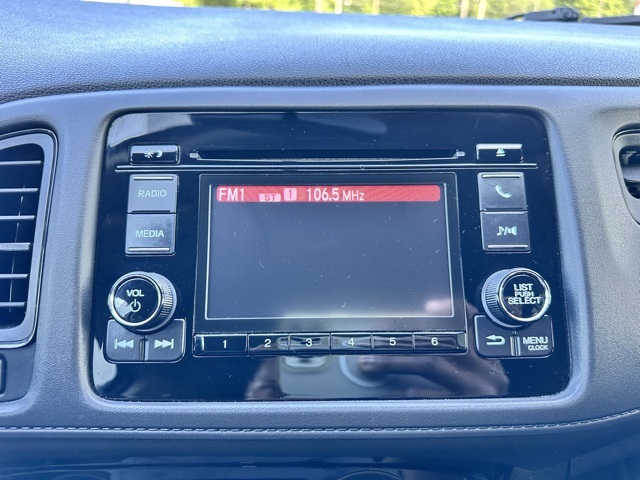 RADIO
MEDIA
FM1 ST 1 106.5 MHz
VOL
LIST
PUSH
SELECT
1 2 3 4 5 6
MENU
CLOCK